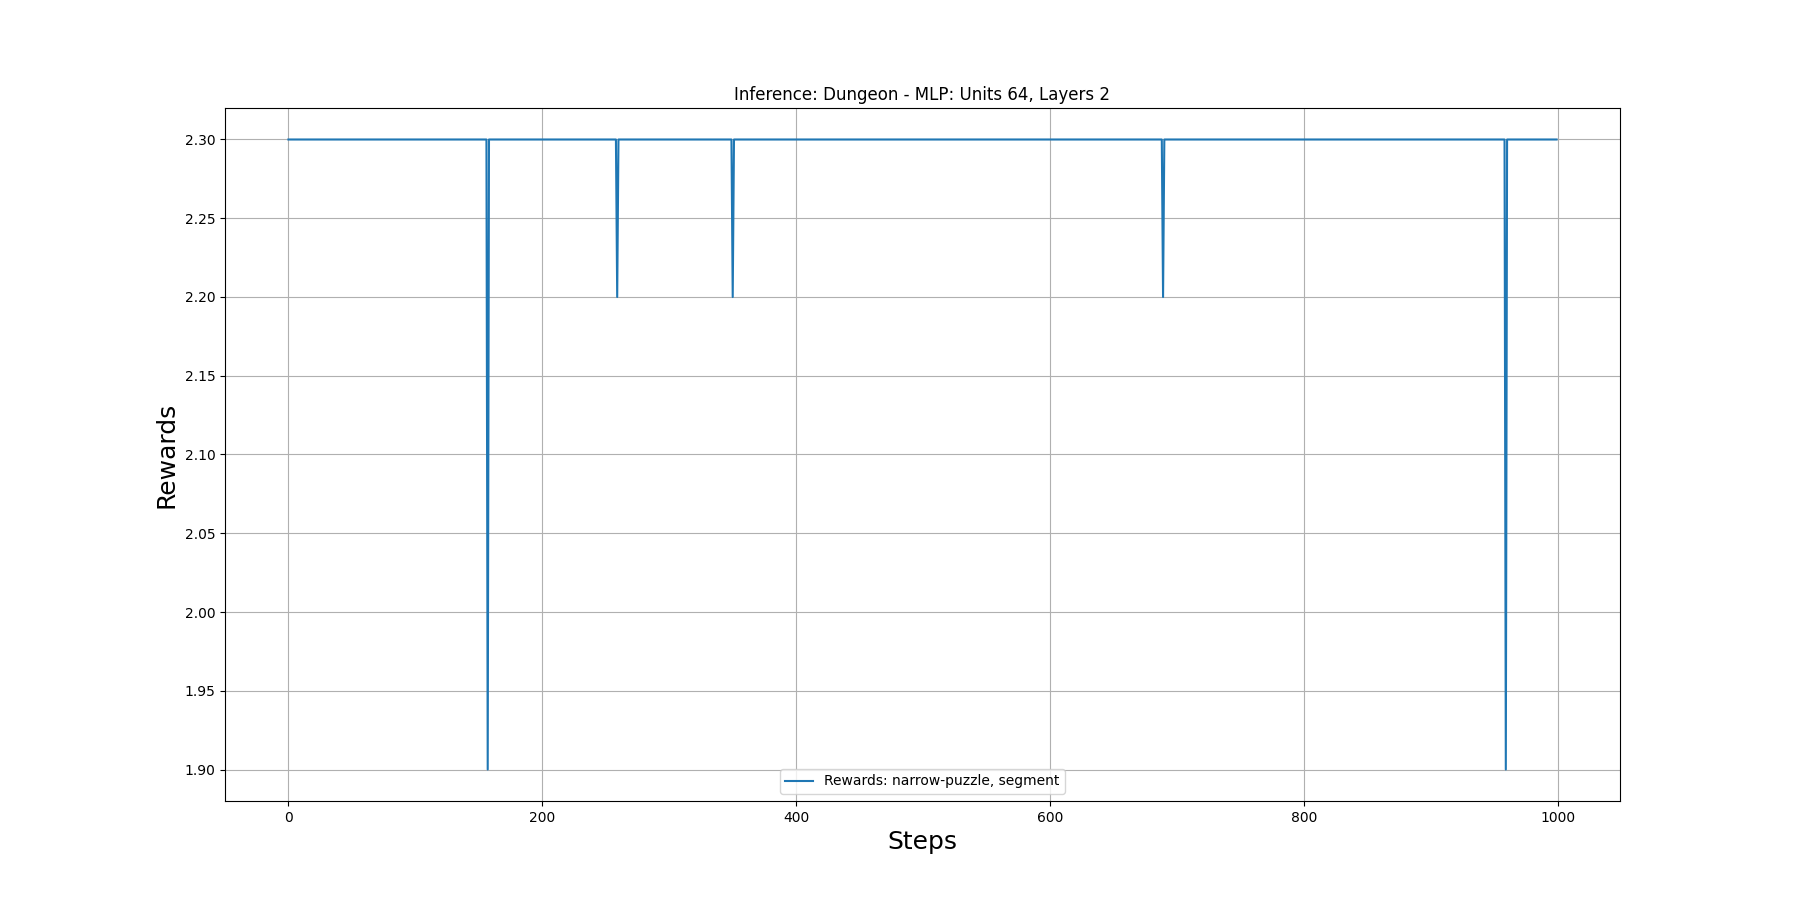 Inference: Dungeon - MLP: Units 64, Layers 2
2.30
2.25
2.20
2.15
2.10
2.05
2.00
1.95
1.90
Rewards
Rewards: narrow-puzzle, segment
0 200 400 600 800 1000
Steps